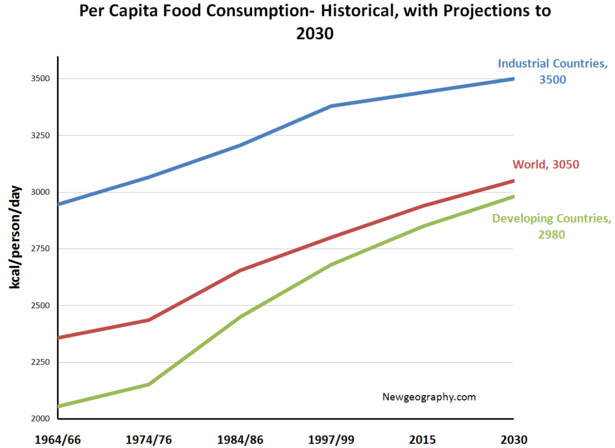 Per Capita Food Consumption- Historical, with Projections to
2030
kcal/person/day
3500
3250
3000
2750
2500
2250
2000
Industrial Countries,
3500
World, 3050
Developing Countries,
2980
Newgeography.com
1964/66 1974/76 1984/86 1997/99 2015 2030